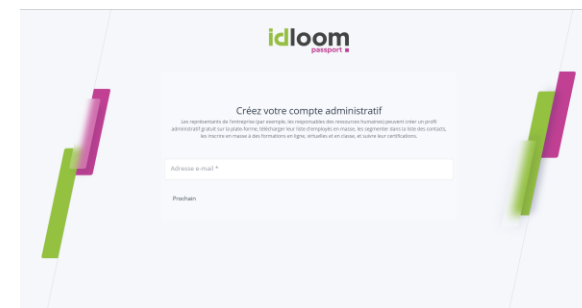 idloom
passport
Créez votre compte administratif
Les représentants de l'entreprise (par exemple, les responsables des ressources humaines) peuvent créer un profil
administratif gratuit sur la plate-forme, télécharger leur liste d'employés en masse, les segmenter dans la liste des contacts,
les inscrire en masse à des formations en ligne, virtuelles et en classe, et suivre leur certifications.
Adresse e-mail *
Prochain